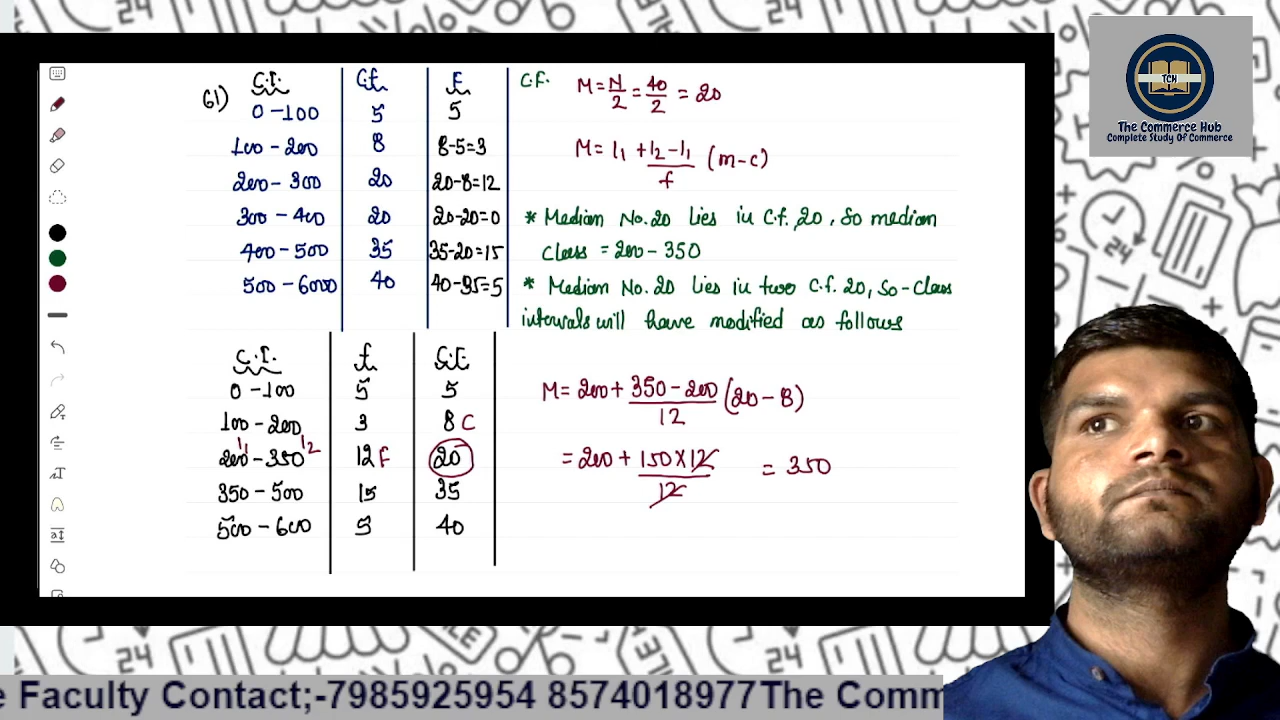 61) C.I. C.f. F C.F.
0-100 5 5
100-200 8 8-5=3
200-300 20 20-8=12
300-400 20 20-20=0
400-500 35 35-20=15
500-6000 40 40-35=5
M=N/2=40/2=20
M=l₁+l₂-l₁/f (m-c)
* Median No.20 lies in C.f. 20, So median
class = 200-350
* Median No.20 lies in two C.f. 20, So-class
intervals will have modified as follows
C.I. f C.F.
0-100 5 5
100-200 3 8 C
l₁ l₂
200-350 12 F 20
350-500 15 35
500-600 5 40
M=200+350-200/12 (20-8)
=200+150×12/12 =350
TCH
The Commerce Hub
Complete Study Of Commerce
e Faculty Contact;-7985925954 8574018977The Comm